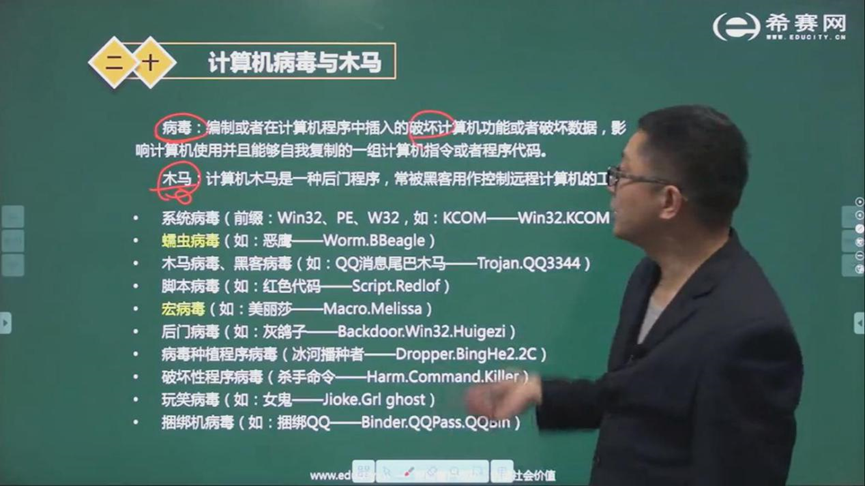 希赛网
WWW.EDUCITY.CN
二十
计算机病毒与木马
病毒：编制或者在计算机程序中插入的破坏计算机功能或者破坏数据，影
响计算机使用并且能够自我复制的一组计算机指令或者程序代码。
木马：计算机木马是一种后门程序，常被黑客用作控制远程计算机的工
• 系统病毒（前缀：Win32、PE、W32，如：KCOM——Win32.KCOM
• 蠕虫病毒（如：恶鹰——Worm.BBeagle）
• 木马病毒、黑客病毒（如：QQ消息尾巴木马——Trojan.QQ3344）
• 脚本病毒（如：红色代码——Script.Redlof）
• 宏病毒（如：美丽莎——Macro.Melissa）
• 后门病毒（如：灰鸽子——Backdoor.Win32.Huigezi）
• 病毒种植程序病毒（冰河播种者——Dropper.BingHe2.2C）
• 破坏性程序病毒（杀手命令——Harm.Command.Killer）
• 玩笑病毒（如：女鬼——Jioke.Grl ghost）
• 捆绑机病毒（如：捆绑QQ——Binder.QQPass.QQBin）
www.edu
社会价值